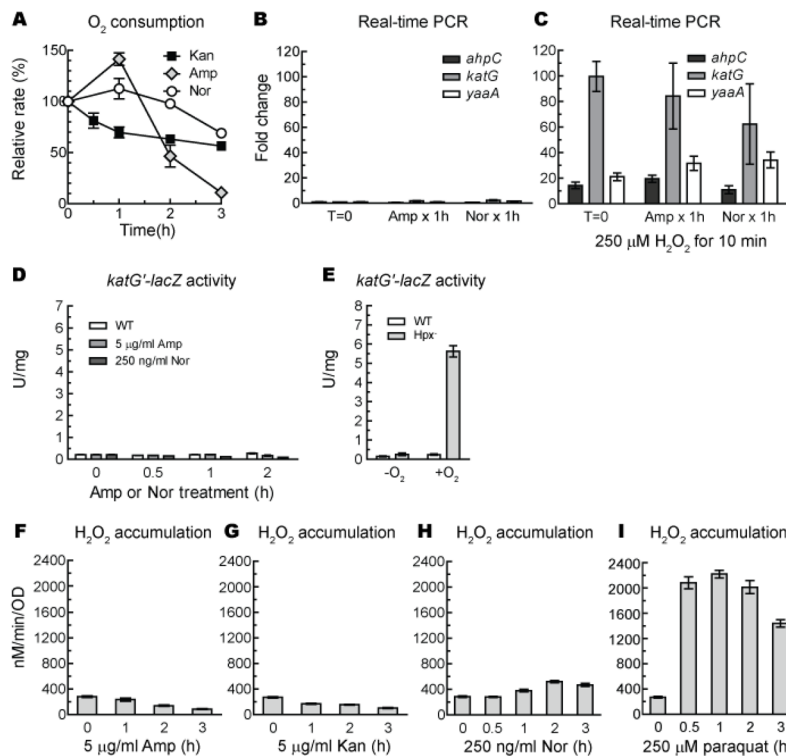 A
O2 consumption
Relative rate (%)
200
150
100
50
0
Kan
Amp
Nor
0 1 2 3
Time(h)
B
Real-time PCR
Fold change
120
100
80
60
40
20
0
ahpC
katG
yaaA
T=0 Amp x 1h Nor x 1h
C
Real-time PCR
120
100
80
60
40
20
0
ahpC
katG
yaaA
T=0 Amp x 1h Nor x 1h
250 µM H2O2 for 10 min
D
katG'-lacZ activity
U/mg
7
6
5
4
3
2
1
0
WT
5 µg/ml Amp
250 ng/ml Nor
0 0.5 1 2
Amp or Nor treatment (h)
E
katG'-lacZ activity
U/mg
8
7
6
5
4
3
2
1
0
WT
Hpx-
-O2 +O2
F
H2O2 accumulation
nM/min/OD
2400
2000
1600
1200
800
400
0
0 1 2 3
5 µg/ml Amp (h)
G
H2O2 accumulation
2400
2000
1600
1200
800
400
0
0 1 2 3
5 µg/ml Kan (h)
H
H2O2 accumulation
2400
2000
1600
1200
800
400
0
0 0.5 1 2 3
250 ng/ml Nor (h)
I
H2O2 accumulation
2400
2000
1600
1200
800
400
0
0 0.5 1 2 3
250 µM paraquat (h)